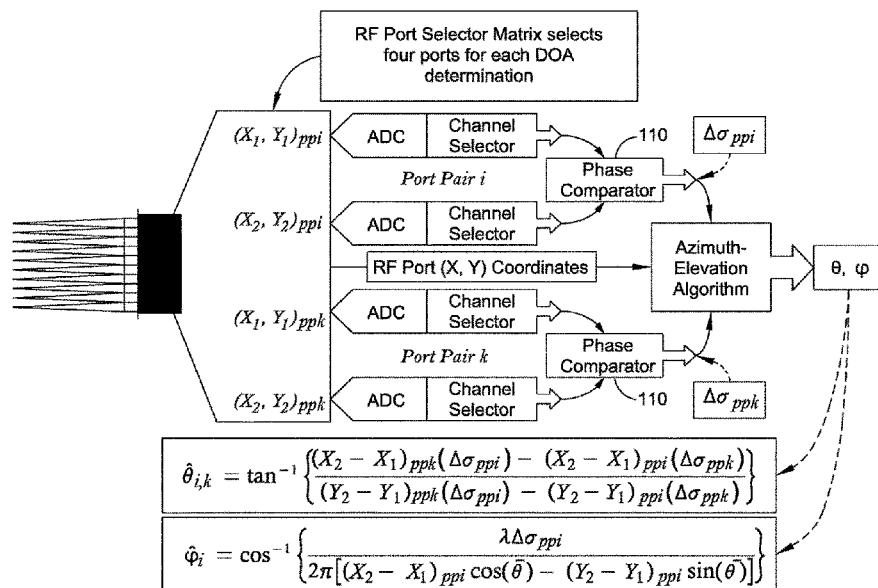 RF Port Selector Matrix selects
four ports for each DOA
determination
(X₁, Y₁)ppi
ADC
Channel
Selector
110
Δσppi
Port Pair i
Phase
Comparator
(X₂, Y₂)ppi
ADC
Channel
Selector
Azimuth-
Elevation
Algorithm
θ, φ
RF Port (X, Y) Coordinates
(X₁, Y₁)ppk
ADC
Channel
Selector
Port Pair k
Phase
Comparator
(X₂, Y₂)ppk
ADC
Channel
Selector
110
Δσppk
θ̂i,k = tan⁻¹ {(X₂ − X₁)ppk(Δσppi) − (X₂ − X₁)ppi(Δσppk)
(Y₂ − Y₁)ppk(Δσppi) − (Y₂ − Y₁)ppi(Δσppk)}
φ̂i = cos⁻¹ {λΔσppi
2π[(X₂ − X₁)ppi cos(θ̄) − (Y₂ − Y₁)ppi sin(θ̄)]}